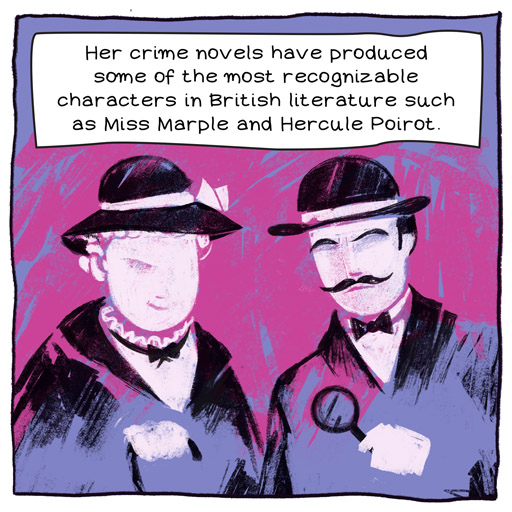 Her crime novels have produced
some of the most recognizable
characters in British literature such
as Miss Marple and Hercule Poirot.